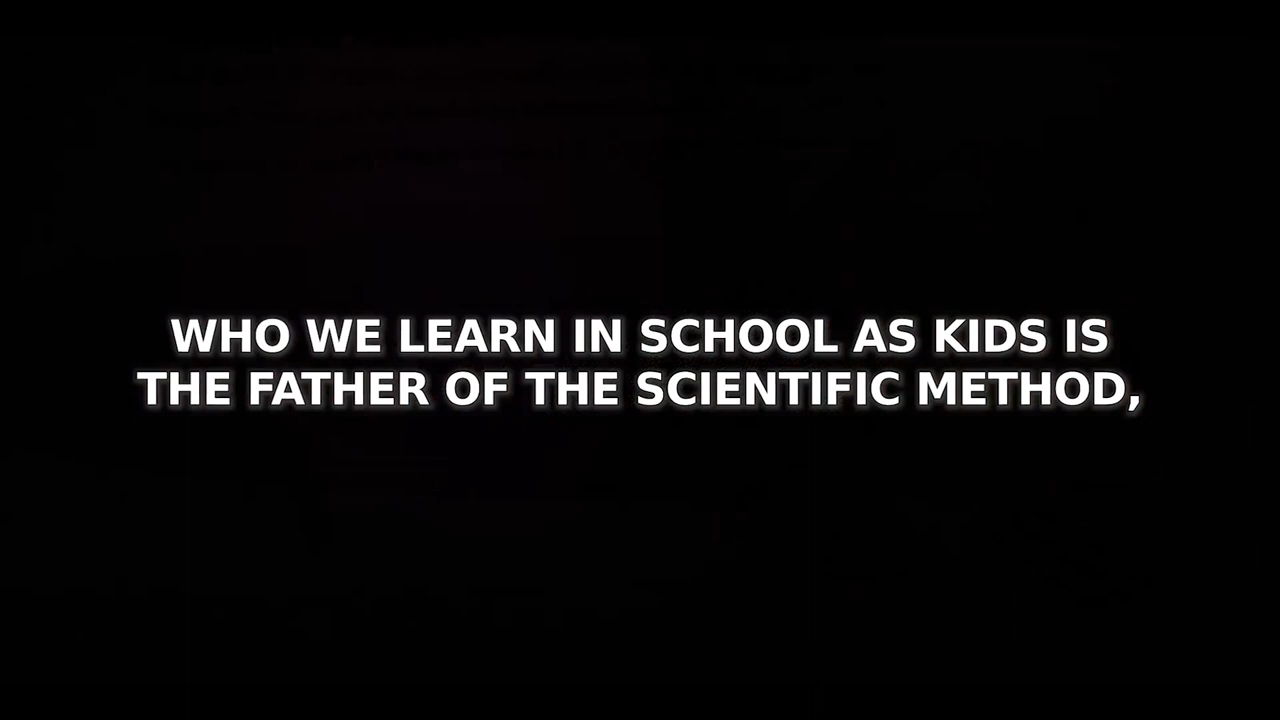 WHO WE LEARN IN SCHOOL AS KIDS IS
THE FATHER OF THE SCIENTIFIC METHOD,